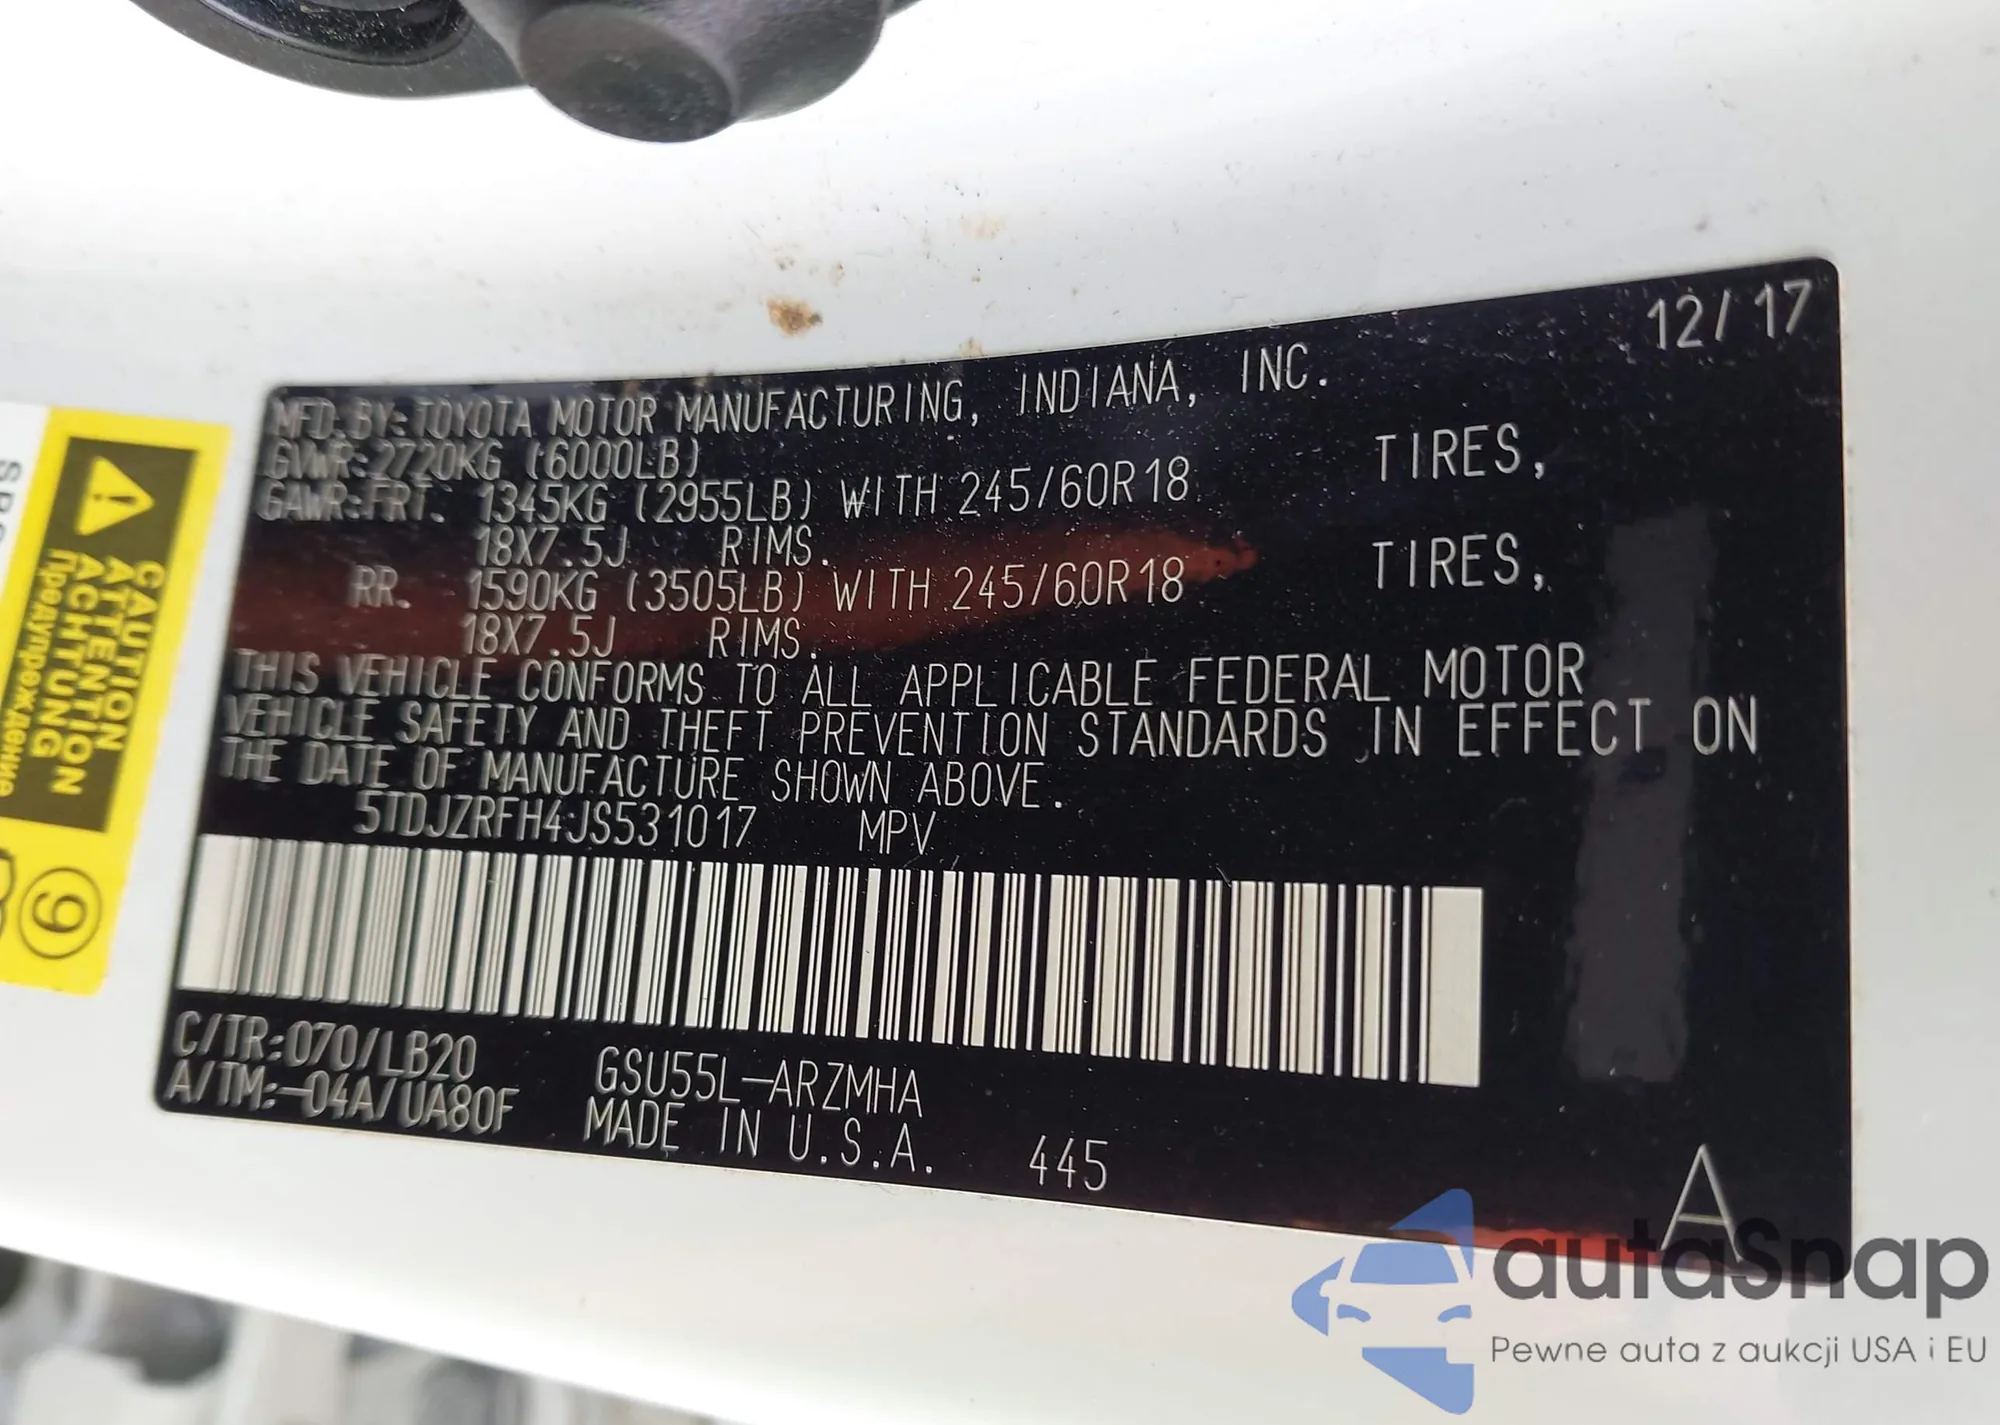 12/17
MFD.BY:TOYOTA MOTOR MANUFACTURING, INDIANA, INC.
GVWR:2720KG (6000LB)
GAWR:FRT. 1345KG (2955LB) WITH 245/60R18 TIRES,
18X7.5J RIMS.
RR. 1590KG (3505LB) WITH 245/60R18 TIRES,
18X7.5J RIMS.
THIS VEHICLE CONFORMS TO ALL APPLICABLE FEDERAL MOTOR
VEHICLE SAFETY AND THEFT PREVENTION STANDARDS IN EFFECT ON
THE DATE OF MANUFACTURE SHOWN ABOVE.
5TDJZRFH4JS531017 MPV
C/TR:070/LB20
A/TM:-04A/UA80F
GSU55L-ARZMHA
MADE IN U.S.A.
445
A
CAUTION
ATTENTION
ACHTUNG
Предупреждение
9
autaSnap
Pewne auta z aukcji USA i EU